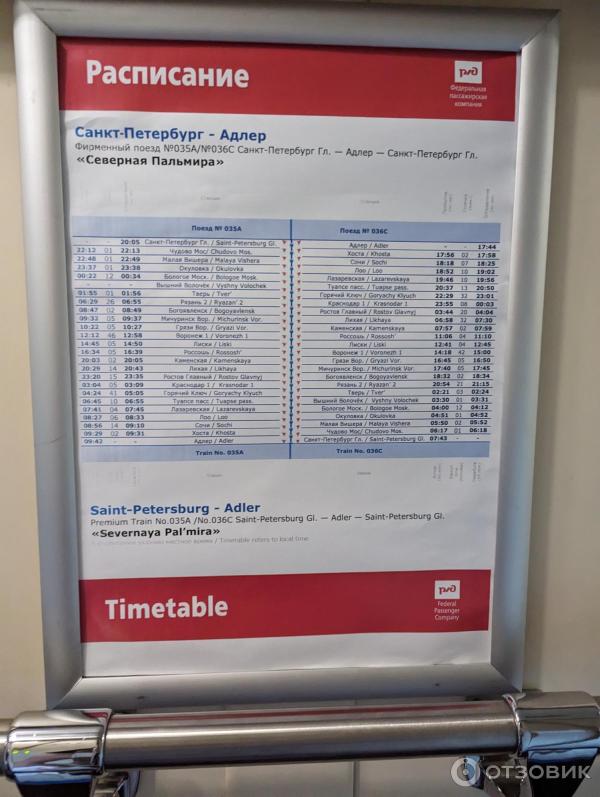 Расписание
ржд
Федеральная
пассажирская
компания
Санкт-Петербург - Адлер
Фирменный поезд №035А/№036С Санкт-Петербург Гл. — Адлер — Санкт-Петербург Гл.
«Северная Пальмира»
Поезд № 035А Поезд № 036С
- - 20:05 Санкт-Петербург Гл. / Saint-Petersburg Gl. Адлер / Adler - - 17:44
22:12 01 22:13 Чудово Мос/ Chudovo Mos. Хоста / Khosta 17:56 02 17:58
22:48 01 22:49 Малая Вишера / Malaya Vishera Сочи / Sochi 18:18 07 18:25
23:37 01 23:38 Окуловка / Okulovka Лоо / Loo 18:52 10 19:02
00:22 12 00:34 Бологое Моск. / Bologoe Mosk. Лазаревская / Lazarevskaya 19:46 10 19:56
- - - Вышний Волочёк / Vyshny Volochek Туапсе пасс. / Tuapse pass. 20:37 13 20:50
01:55 01 01:56 Тверь / Tver' Горячий Ключ / Goryachy Klyuch 22:29 32 23:01
06:29 26 06:55 Рязань 2 / Ryazan' 2 Краснодар 1 / Krasnodar 1 23:55 08 00:03
08:47 02 08:49 Богоявленск / Bogoyavlensk Ростов Главный / Rostov Glavnyj 03:44 20 04:04
09:32 05 09:37 Мичуринск Вор. / Michurinsk Vor. Лихая / Likhaya 06:58 32 07:30
10:22 05 10:27 Грязи Вор. / Gryazi Vor. Каменская / Kamenskaya 07:57 02 07:59
12:12 46 12:58 Воронеж 1 / Voronezh 1 Россошь / Rossosh' 11:06 04 11:10
14:45 05 14:50 Лиски / Liski Лиски / Liski 12:41 04 12:45
16:34 05 16:39 Россошь / Rossosh' Воронеж 1 / Voronezh 1 14:18 42 15:00
20:03 02 20:05 Каменская / Kamenskaya Грязи Вор. / Gryazi Vor. 16:45 05 16:50
20:29 14 20:43 Лихая / Likhaya Мичуринск Вор. / Michurinsk Vor. 17:40 05 17:45
23:20 15 23:35 Ростов Главный / Rostov Glavnyj Богоявленск / Bogoyavlensk 18:32 02 18:34
03:04 05 03:09 Краснодар 1 / Krasnodar 1 Рязань 2 / Ryazan' 2 20:54 21 21:15
04:24 41 05:05 Горячий Ключ / Goryachy Klyuch Тверь / Tver' 02:21 03 02:24
06:45 10 06:55 Туапсе пасс / Tuapse pass. Вышний Волочёк / Vyshny Volochek 03:30 01 03:31
07:41 04 07:45 Лазаревская / Lazarevskaya Бологое Мос / Bologoe Mosk. 04:00 12 04:12
08:27 06 08:33 Лоо / Loo Окуловка / Okulovka 04:51 01 04:52
08:56 14 09:10 Сочи / Sochi Малая Вишера / Malaya Vishera 05:50 02 05:52
09:29 02 09:31 Хоста / Khosta Чудово Мос/ Chudovo Mos. 06:17 01 06:18
09:42 - - Адлер / Adler Санкт-Петербург Гл. / Saint-Petersburg Gl. 07:43 - -
Train No. 035A Train No. 036C
Saint-Petersburg - Adler
Premium Train No.035A /No.036C Saint-Petersburg Gl. — Adler — Saint-Petersburg Gl.
«Severnaya Pal'mira»
/ Timetable refers to local time
Timetable
ржд
Federal
Passenger
Company
ОТЗОВИК